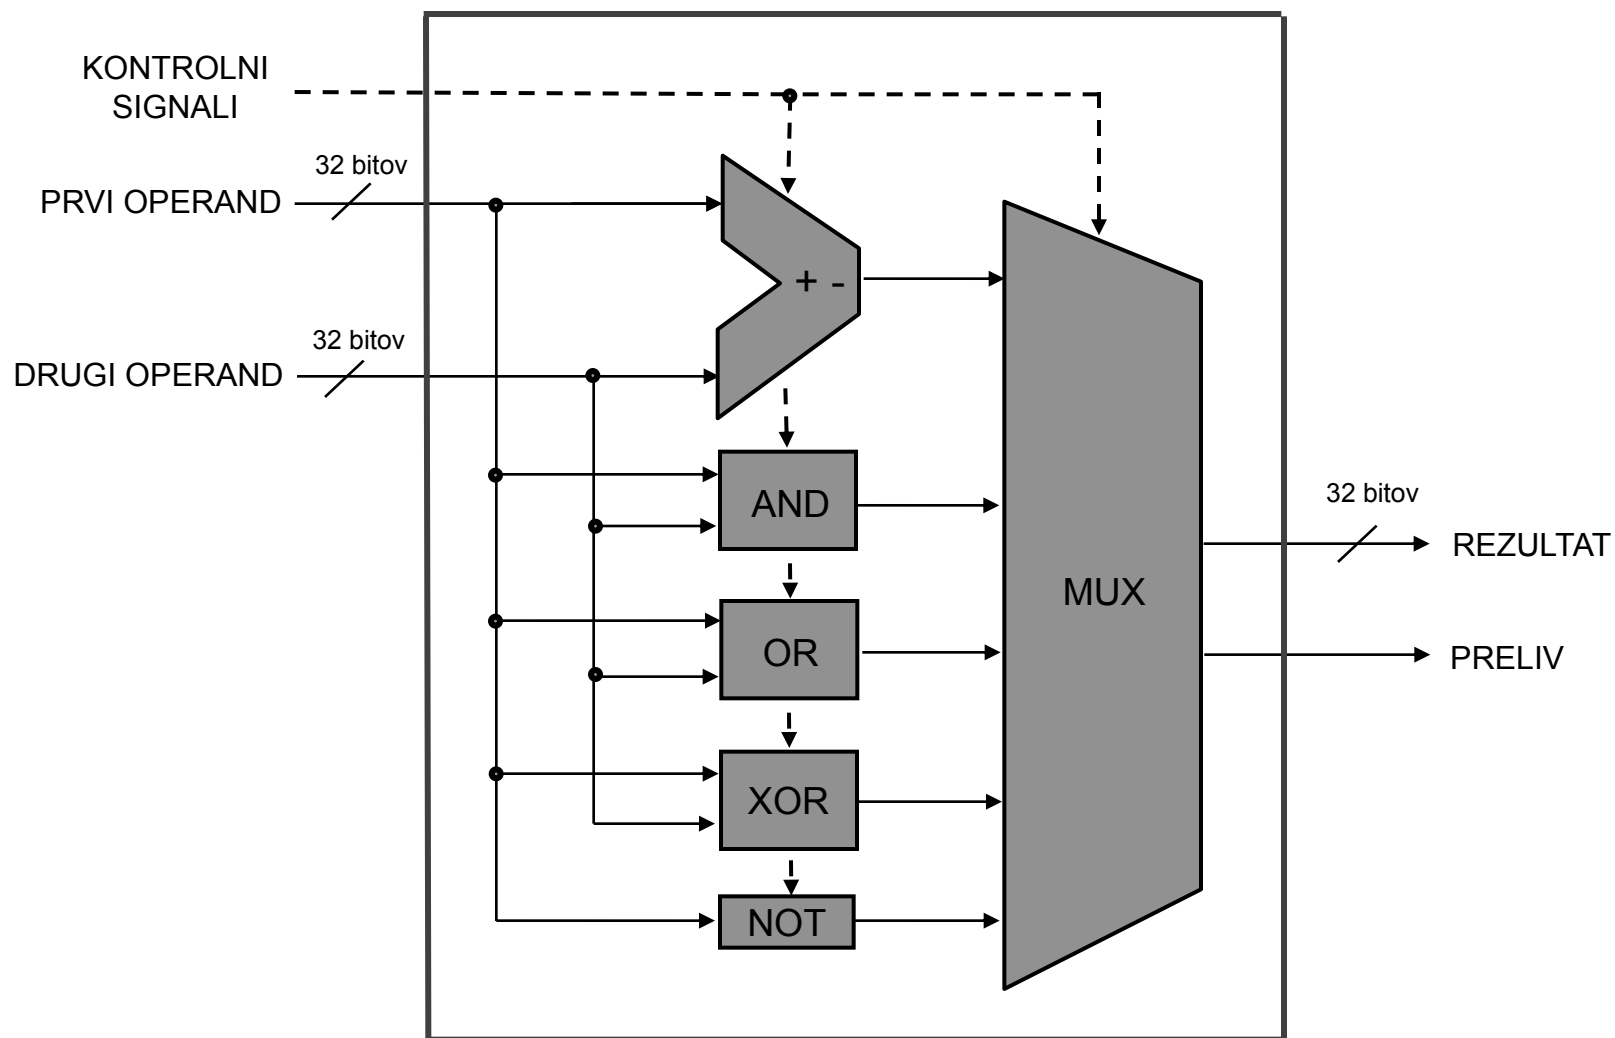 KONTROLNI
SIGNALI
32 bitov
PRVI OPERAND
+ -
32 bitov
DRUGI OPERAND
AND
32 bitov
REZULTAT
MUX
OR
PRELIV
XOR
NOT